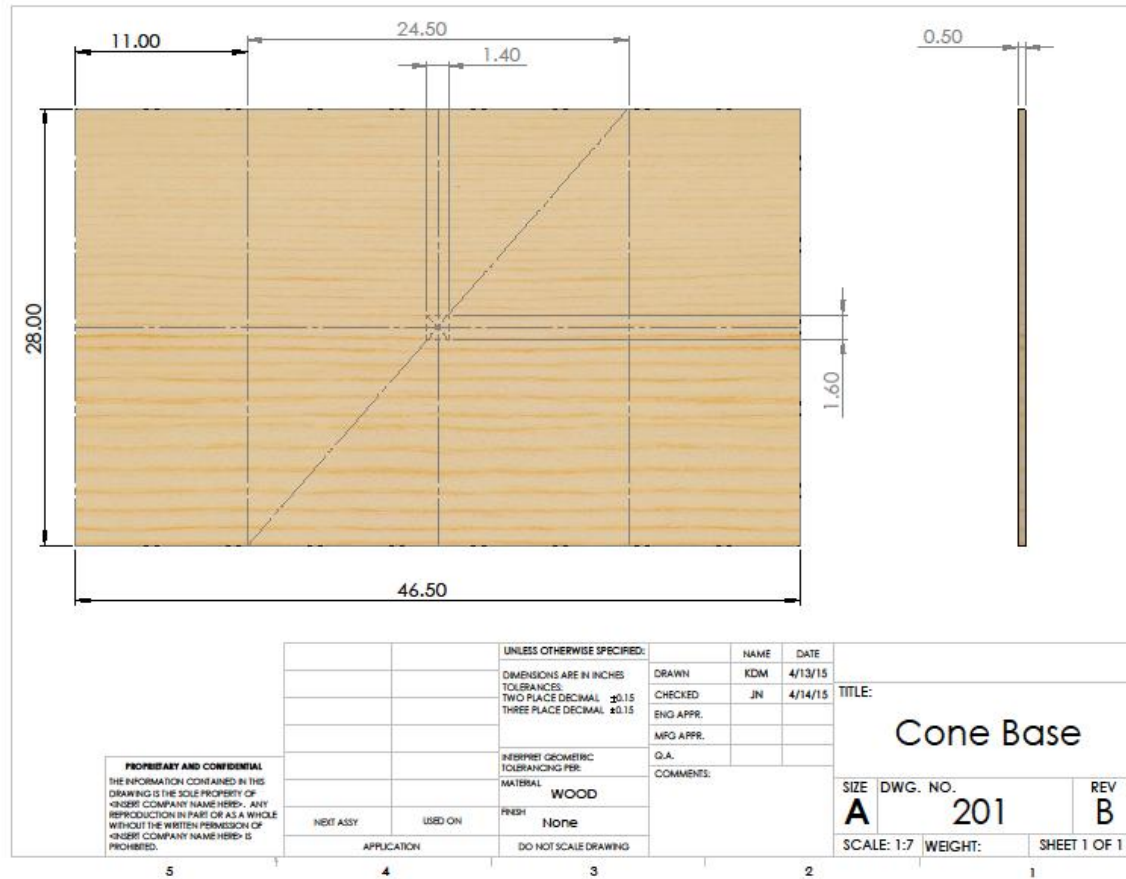 11.00
24.50
1.40
0.50
28.00
1.60
46.50
PROPRIETARY AND CONFIDENTIAL
THE INFORMATION CONTAINED IN THIS
DRAWING IS THE SOLE PROPERTY OF
<INSERT COMPANY NAME HERE>. ANY
REPRODUCTION IN PART OR AS A WHOLE
WITHOUT THE WRITTEN PERMISSION OF
<INSERT COMPANY NAME HERE> IS
PROHIBITED.
NEXT ASSY
USED ON
APPLICATION
UNLESS OTHERWISE SPECIFIED:
DIMENSIONS ARE IN INCHES
TOLERANCES:
TWO PLACE DECIMAL ±0.15
THREE PLACE DECIMAL ±0.15
INTERPRET GEOMETRIC
TOLERANCING PER:
MATERIAL
WOOD
FINISH
None
DO NOT SCALE DRAWING
NAME DATE
DRAWN KDM 4/13/15
CHECKED JN 4/14/15
ENG APPR.
MFG APPR.
Q.A.
COMMENTS:
TITLE:
Cone Base
SIZE DWG. NO. REV
A 201 B
SCALE: 1:7 WEIGHT: SHEET 1 OF 1
5 4 3 2 1